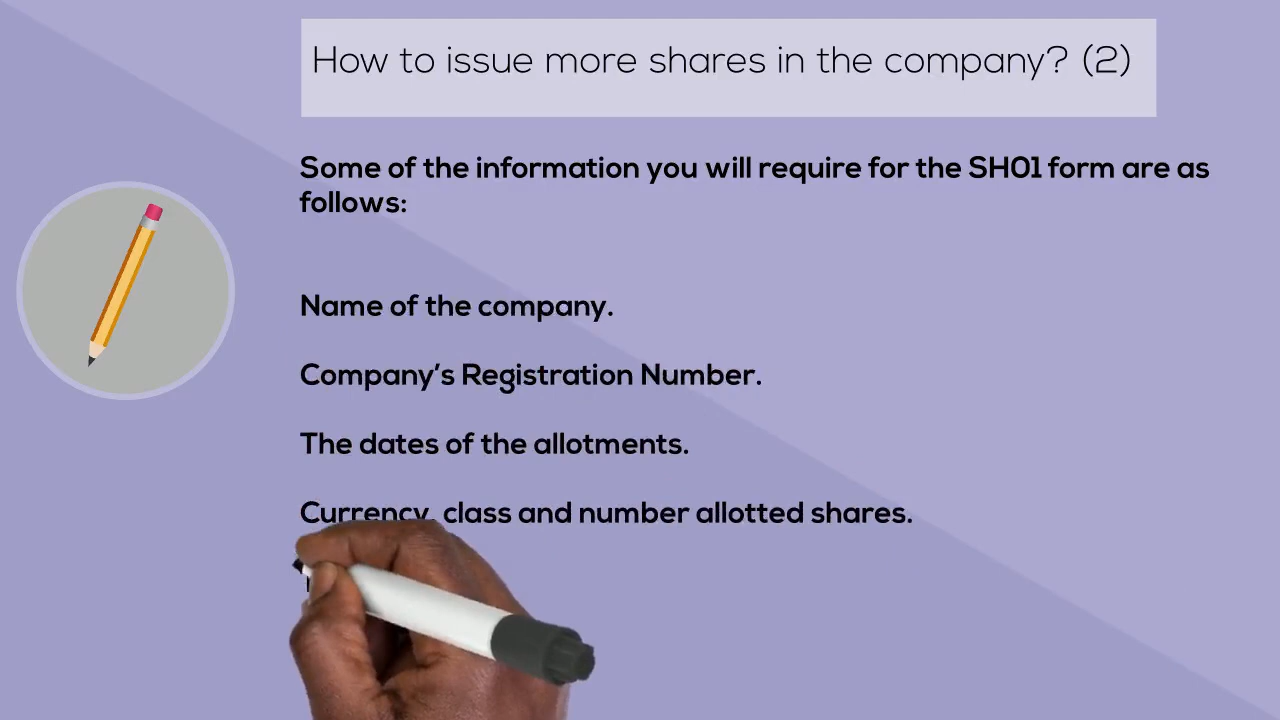 How to issue more shares in the company? (2)
Some of the information you will require for the SH01 form are as
follows:
Name of the company.
Company’s Registration Number.
The dates of the allotments.
Currency, class and number allotted shares.